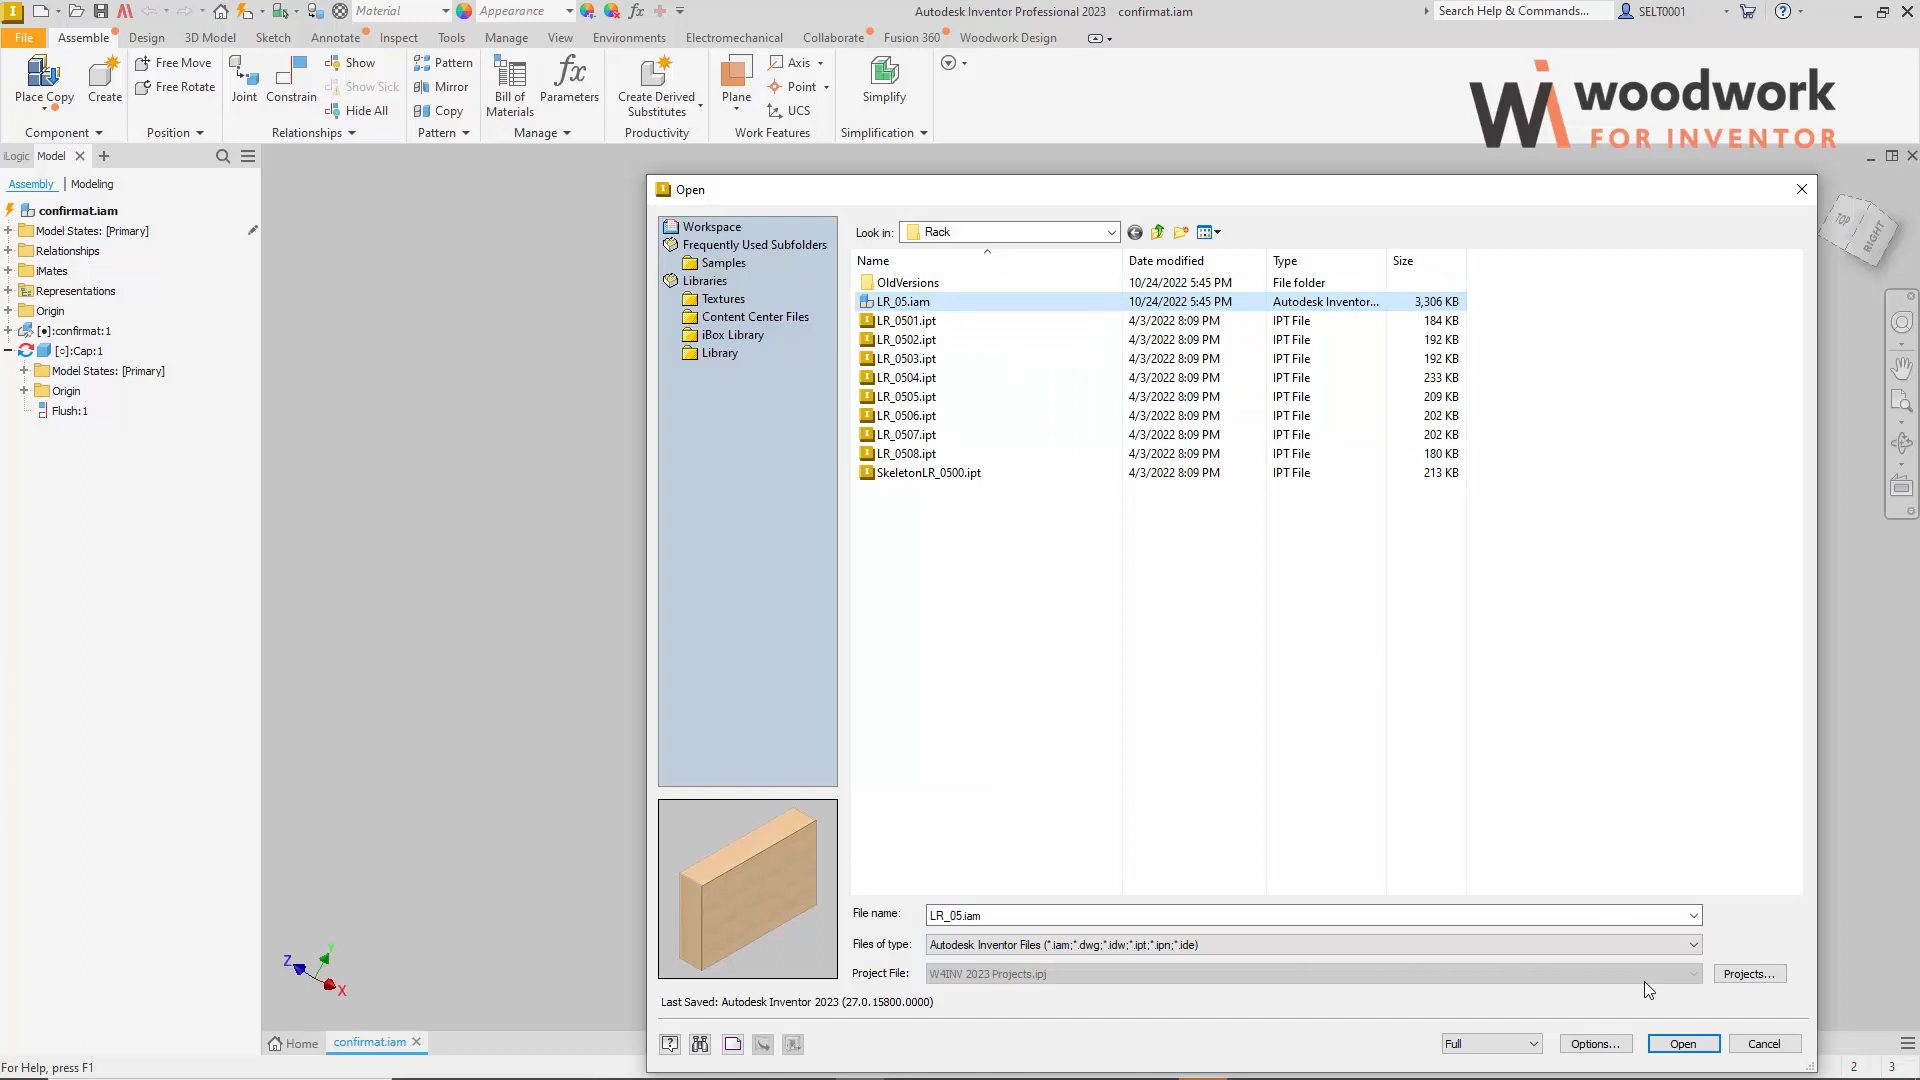 I Material Appearance fx Autodesk Inventor Professional 2023 confirmat.iam Search Help & Commands... SELT0001
File Assemble Design 3D Model Sketch Annotate Inspect Tools Manage View Environments Electromechanical Collaborate Fusion 360 Woodwork Design
Place Copy Create Free Move Free Rotate Joint Constrain Show Show Sick Hide All Pattern Mirror Copy Bill of Materials fx Parameters Create Derived Substitutes Plane Axis Point UCS Simplify
Component Position Relationships Pattern Manage Productivity Work Features Simplification
Wi woodwork
FOR INVENTOR
iLogic Model
Assembly | Modeling
confirmat.iam
Model States: [Primary]
Relationships
iMates
Representations
Origin
[●]:confirmat:1
[○]:Cap:1
Model States: [Primary]
Origin
Flush:1
TOP RIGHT
Open
Workspace
Frequently Used Subfolders
Samples
Libraries
Textures
Content Center Files
iBox Library
Library
Look in: Rack
Name Date modified Type Size
OldVersions 10/24/2022 5:45 PM File folder
LR_05.iam 10/24/2022 5:45 PM Autodesk Inventor... 3,306 KB
LR_0501.ipt 4/3/2022 8:09 PM IPT File 184 KB
LR_0502.ipt 4/3/2022 8:09 PM IPT File 192 KB
LR_0503.ipt 4/3/2022 8:09 PM IPT File 192 KB
LR_0504.ipt 4/3/2022 8:09 PM IPT File 233 KB
LR_0505.ipt 4/3/2022 8:09 PM IPT File 209 KB
LR_0506.ipt 4/3/2022 8:09 PM IPT File 202 KB
LR_0507.ipt 4/3/2022 8:09 PM IPT File 202 KB
LR_0508.ipt 4/3/2022 8:09 PM IPT File 180 KB
SkeletonLR_0500.ipt 4/3/2022 8:09 PM IPT File 213 KB
File name: LR_05.iam
Files of type: Autodesk Inventor Files (*.iam;*.dwg;*.idw;*.ipt;*.ipn;*.ide)
Project File: W4INV 2023 Projects.ipj Projects...
Last Saved: Autodesk Inventor 2023 (27.0.15800.0000)
Full Options... Open Cancel
Z Y X
Home confirmat.iam
For Help, press F1 2 3